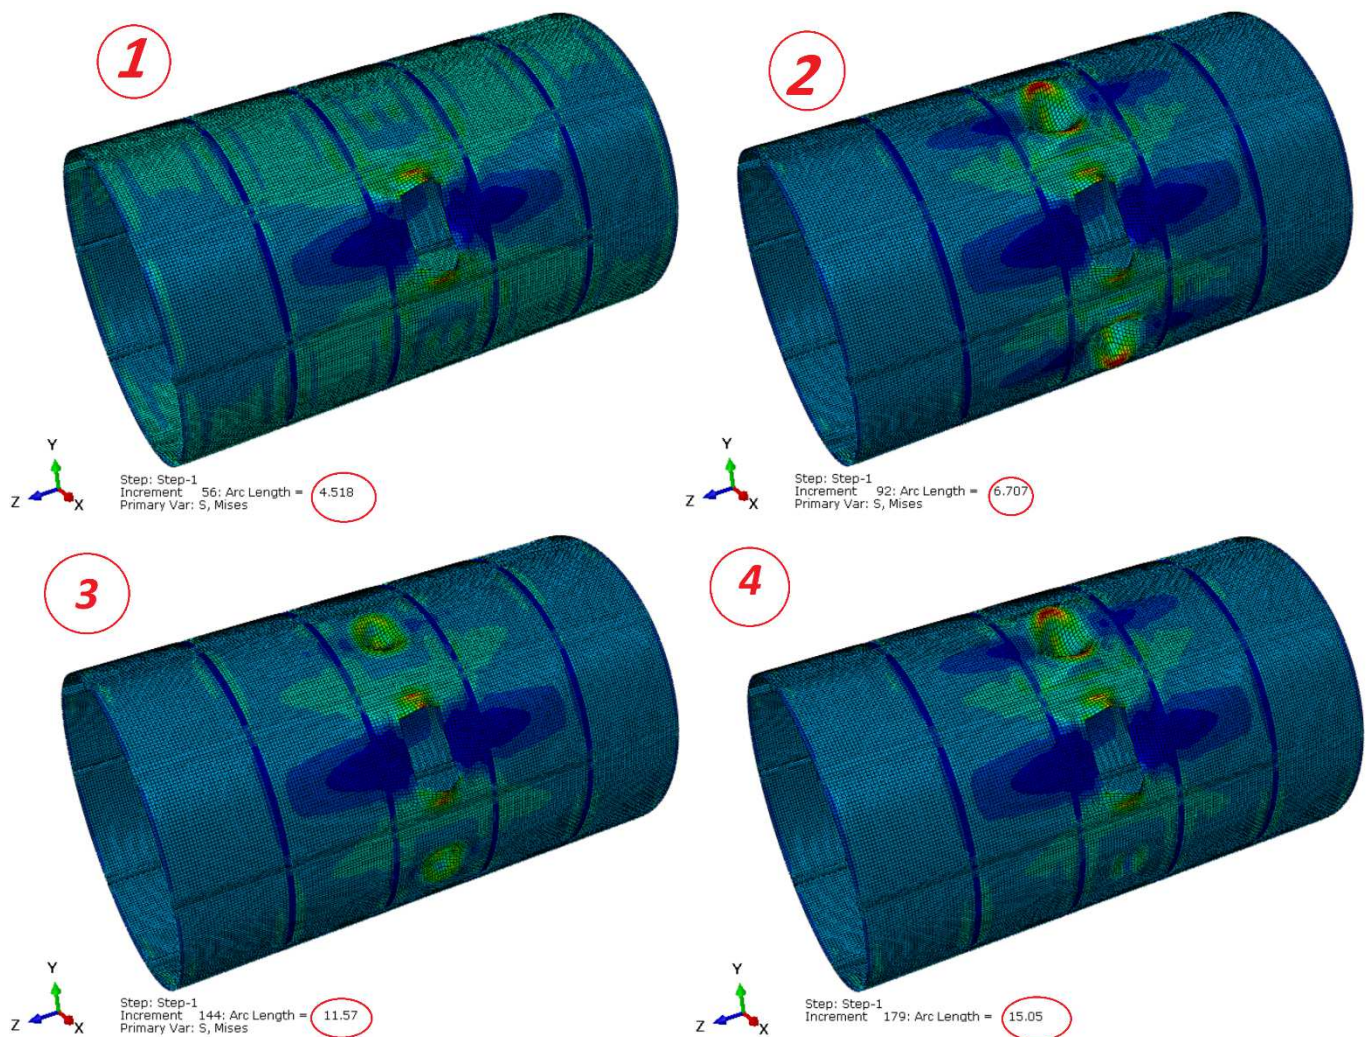 1
Y
Z
X
Step: Step-1
Increment 56: Arc Length = 4.518
Primary Var: S, Mises
2
Y
Z
X
Step: Step-1
Increment 92: Arc Length = 6.707
Primary Var: S, Mises
3
Y
Z
X
Step: Step-1
Increment 144: Arc Length = 11.57
Primary Var: S, Mises
4
Y
Z
X
Step: Step-1
Increment 179: Arc Length = 15.05